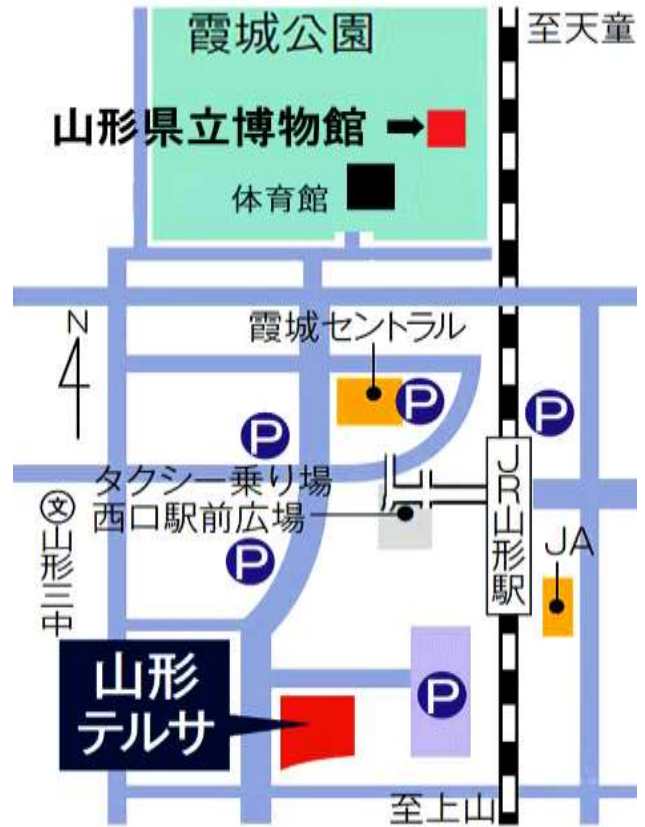 霞城公園
至天童
山形県立博物館
体育館
N
霞城セントラル
P
P
P
タクシー乗り場
西口駅前広場
JR山形駅
文
山形三中
P
JA
山形
テルサ
P
至上山